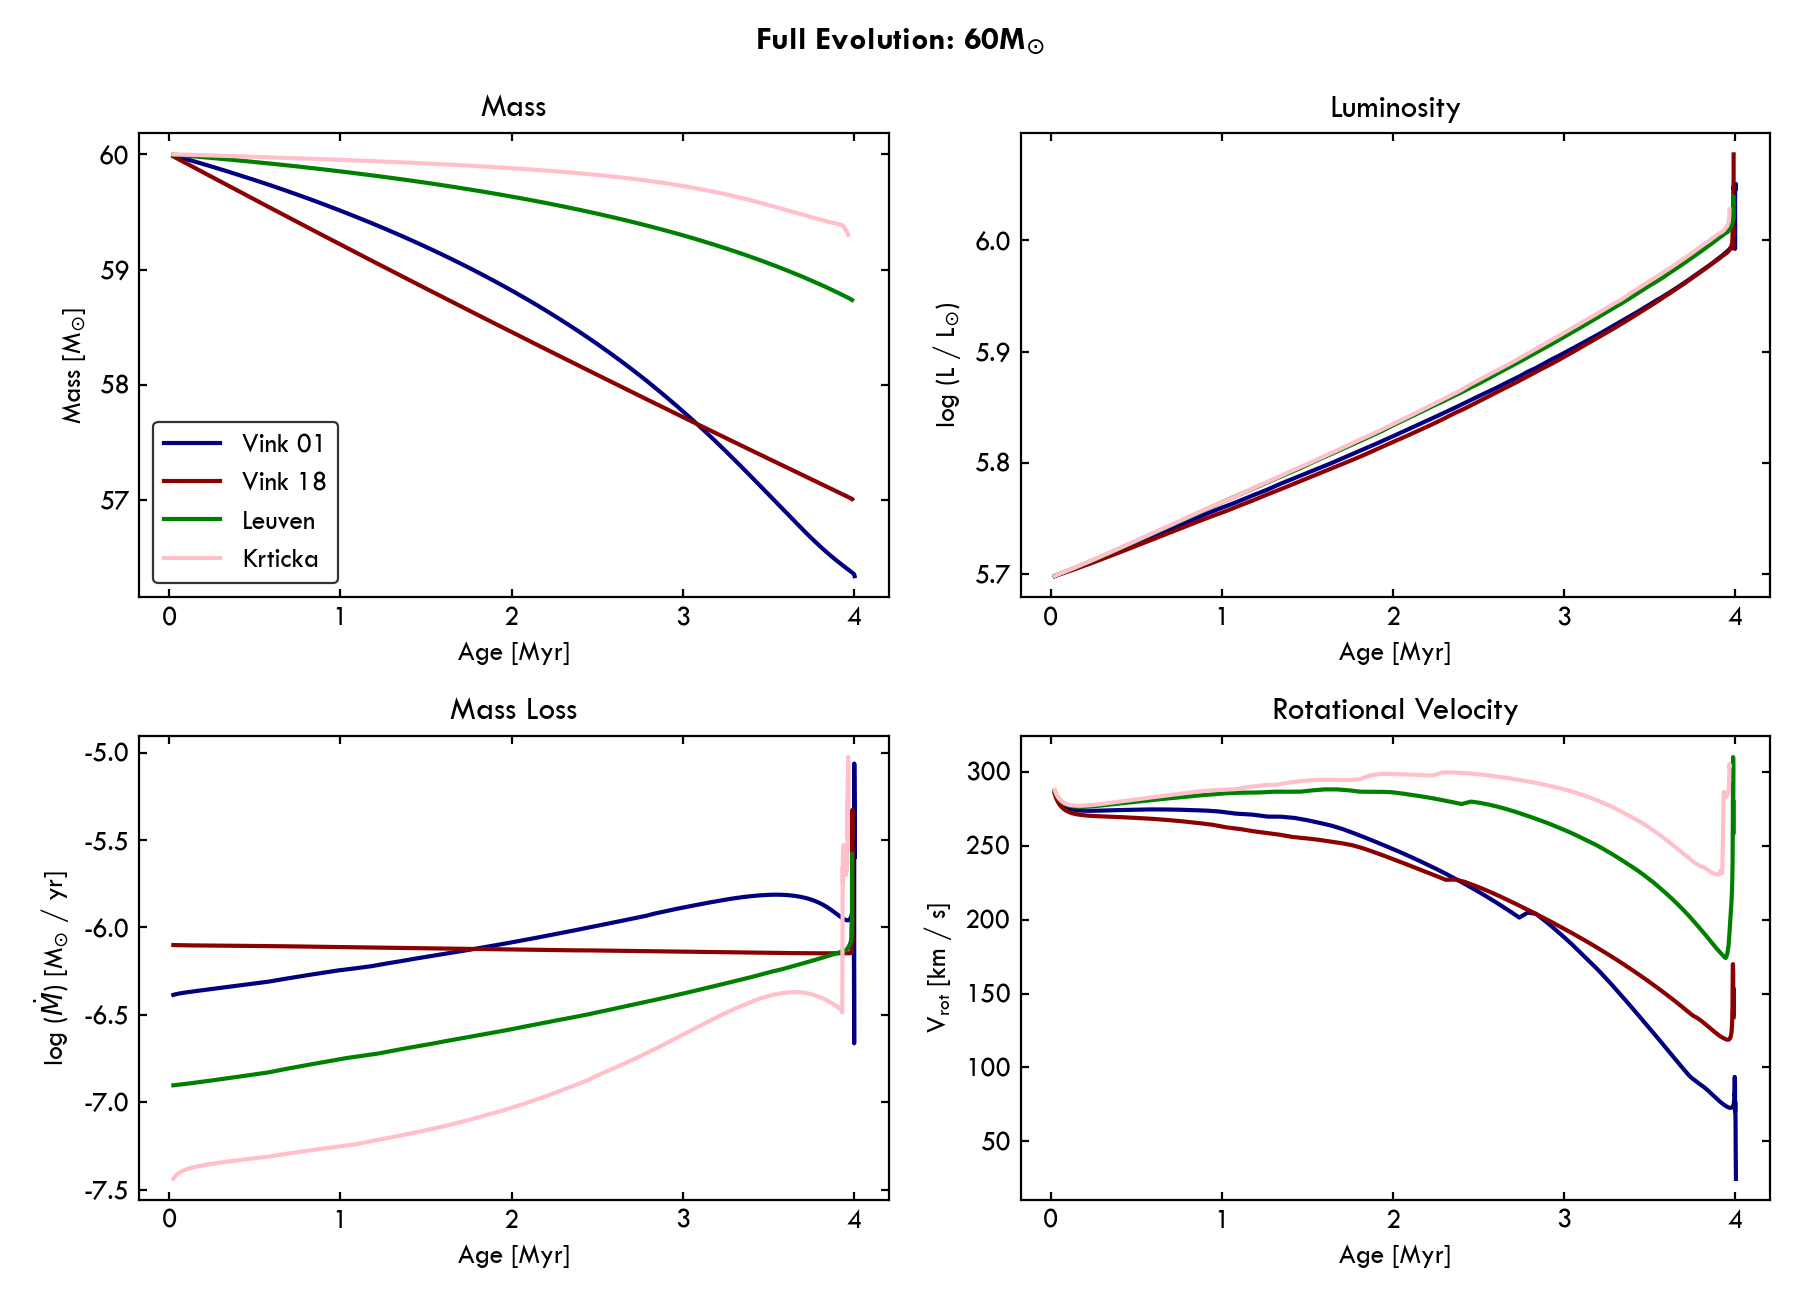 Full Evolution: 60M⊙
Mass
60
59
58
57
Mass [M⊙]
Vink 01
Vink 18
Leuven
Krticka
0 1 2 3 4
Age [Myr]
Luminosity
6.0
5.9
5.8
5.7
log (L / L⊙)
0 1 2 3 4
Age [Myr]
Mass Loss
-5.0
-5.5
-6.0
-6.5
-7.0
-7.5
log (Ṁ) [M⊙ / yr]
0 1 2 3 4
Age [Myr]
Rotational Velocity
300
250
200
150
100
50
Vrot [km / s]
0 1 2 3 4
Age [Myr]